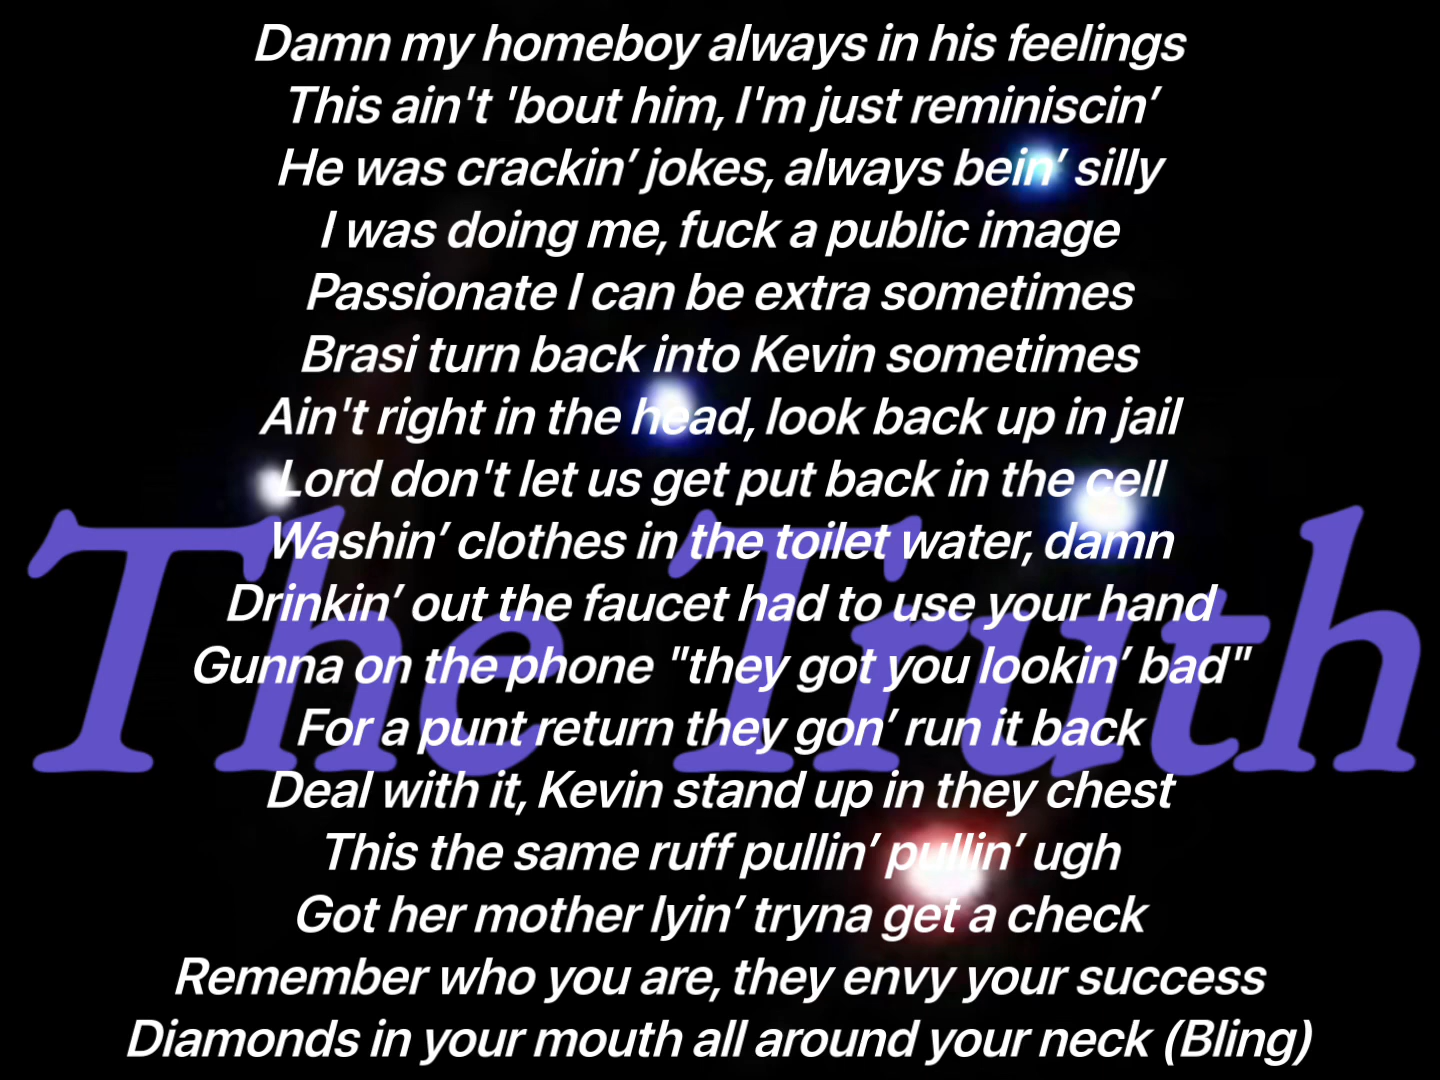 Damn my homeboy always in his feelings
This ain't 'bout him, I'm just reminiscin’
He was crackin’ jokes, always bein’ silly
I was doing me, fuck a public image
Passionate I can be extra sometimes
Brasi turn back into Kevin sometimes
Ain't right in the head, look back up in jail
Lord don't let us get put back in the cell
Washin’ clothes in the toilet water, damn
Drinkin’ out the faucet had to use your hand
Gunna on the phone "they got you lookin’ bad"
For a punt return they gon’ run it back
Deal with it, Kevin stand up in they chest
This the same ruff pullin’ pullin’ ugh
Got her mother lyin’ tryna get a check
Remember who you are, they envy your success
Diamonds in your mouth all around your neck (Bling)
The Truth